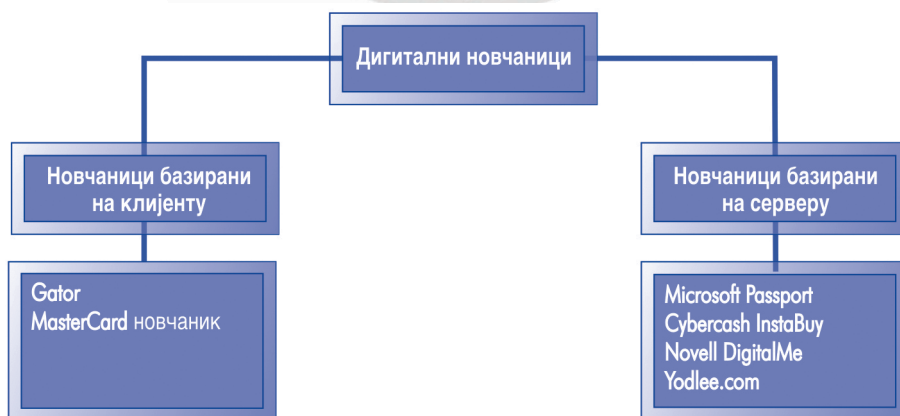 Дигитални новчаници
Новчаници базирани
на клијенту
Новчаници базирани
на серверу
Gator
MasterCard новчаник
Microsoft Passport
Cybercash InstaBuy
Novell DigitalMe
Yodlee.com